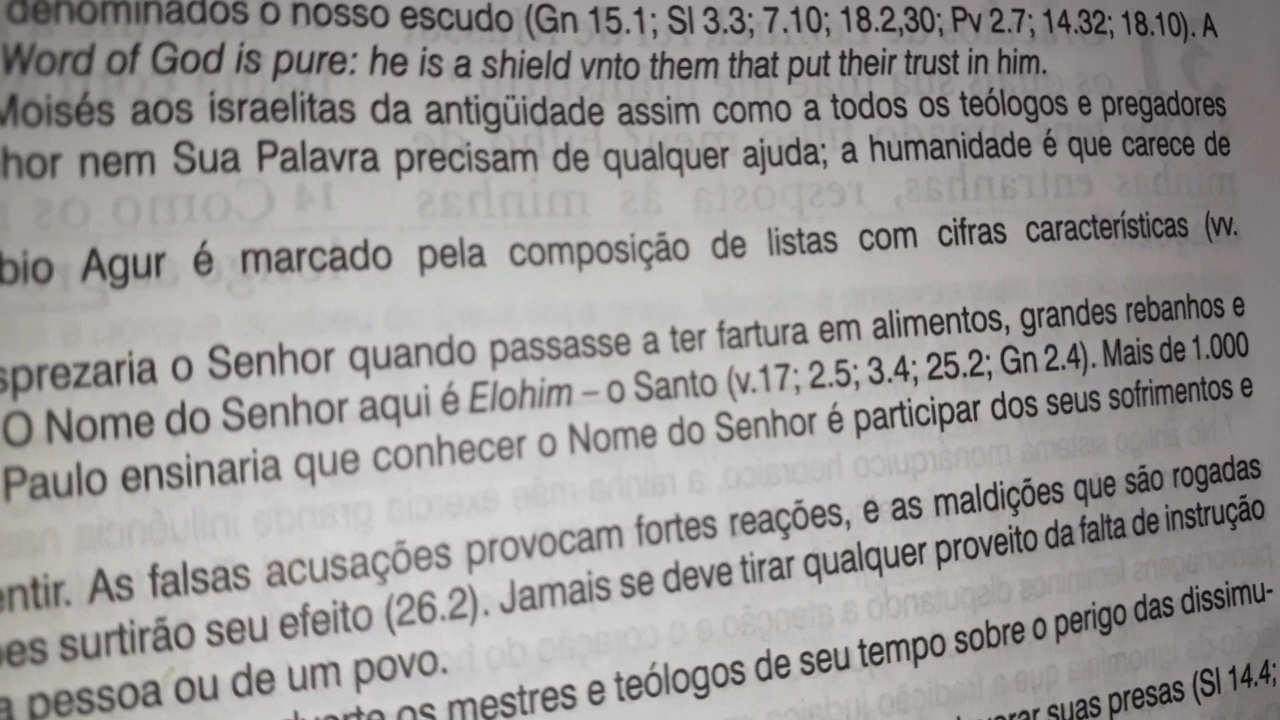 denominados o nosso escudo (Gn 15.1; Sl 3.3; 7.10; 18.2,30; Pv 2.7; 14.32; 18.10). A
Word of God is pure: he is a shield vnto them that put their trust in him.
Moisés aos israelitas da antigüidade assim como a todos os teólogos e pregadores
hor nem Sua Palavra precisam de qualquer ajuda; a humanidade é que carece de
bio Agur é marcado pela composição de listas com cifras características (vv.
sprezaria o Senhor quando passasse a ter fartura em alimentos, grandes rebanhos e
O Nome do Senhor aqui é Elohim – o Santo (v.17; 2.5; 3.4; 25.2; Gn 2.4). Mais de 1.000
Paulo ensinaria que conhecer o Nome do Senhor é participar dos seus sofrimentos e
entir. As falsas acusações provocam fortes reações, e as maldições que são rogadas
es surtirão seu efeito (26.2). Jamais se deve tirar qualquer proveito da falta de instrução
a pessoa ou de um povo.
os mestres e teólogos de seu tempo sobre o perigo das dissimu-
suas presas (Sl 14.4;